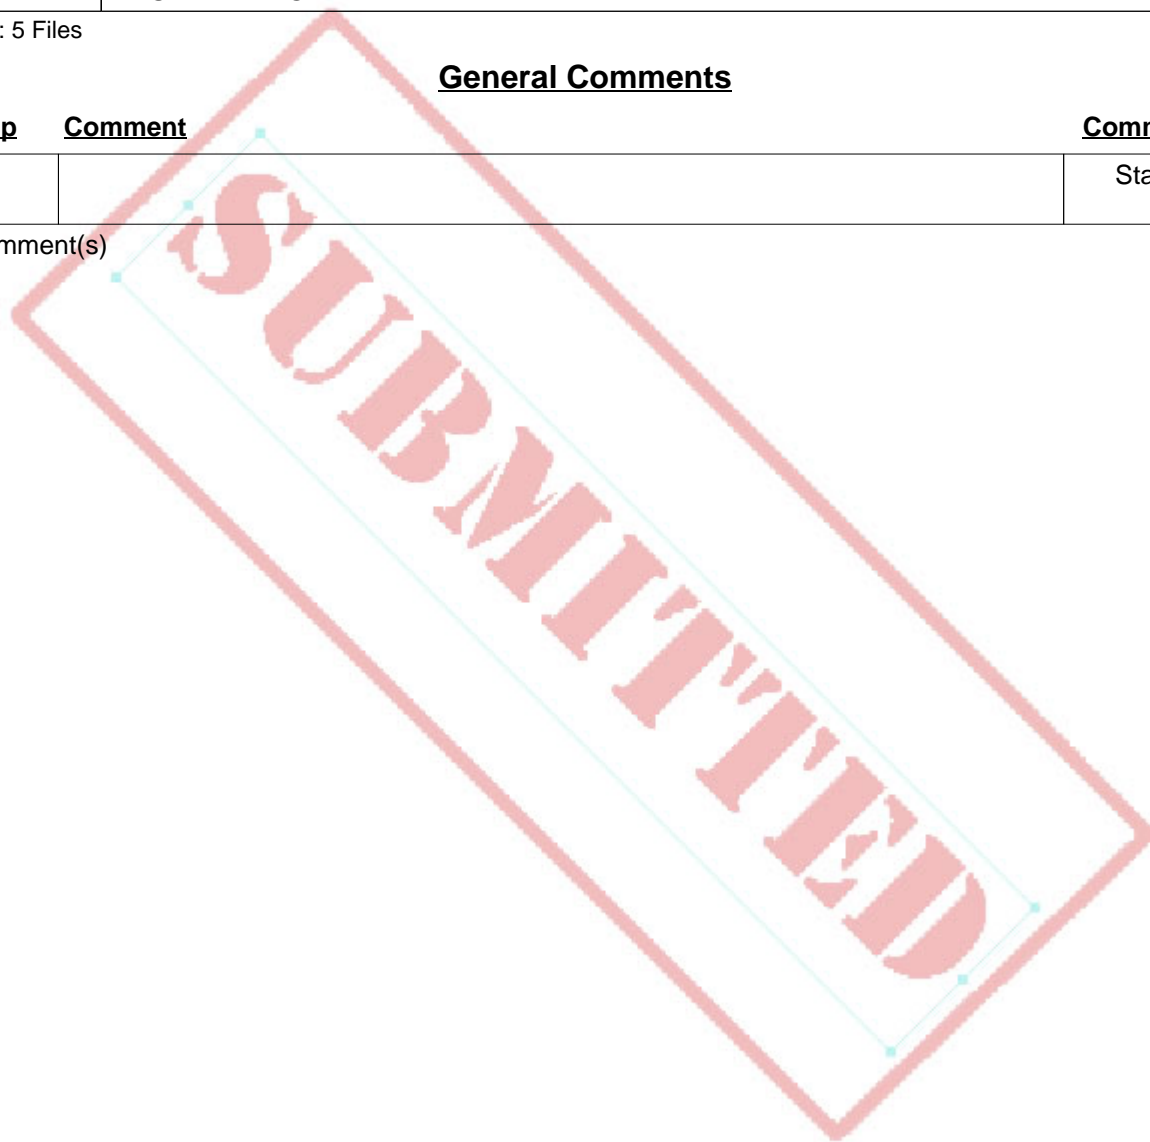 : 5 Files
General Comments
p Comment Comm
Sta
mment(s)
SUBMITTED